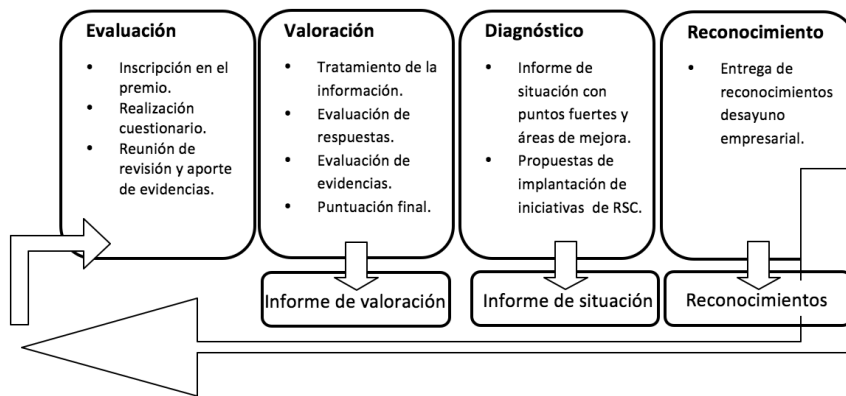 Evaluación
• Inscripción en el
premio.
• Realización
cuestionario.
• Reunión de
revisión y aporte
de evidencias.
Valoración
• Tratamiento de la
información.
• Evaluación de
respuestas.
• Evaluación de
evidencias.
• Puntuación final.
Diagnóstico
• Informe de
situación con
puntos fuertes y
áreas de mejora.
• Propuestas de
implantación de
iniciativas de RSC.
Reconocimiento
• Entrega de
reconocimientos
desayuno
empresarial.
Informe de valoración
Informe de situación
Reconocimientos